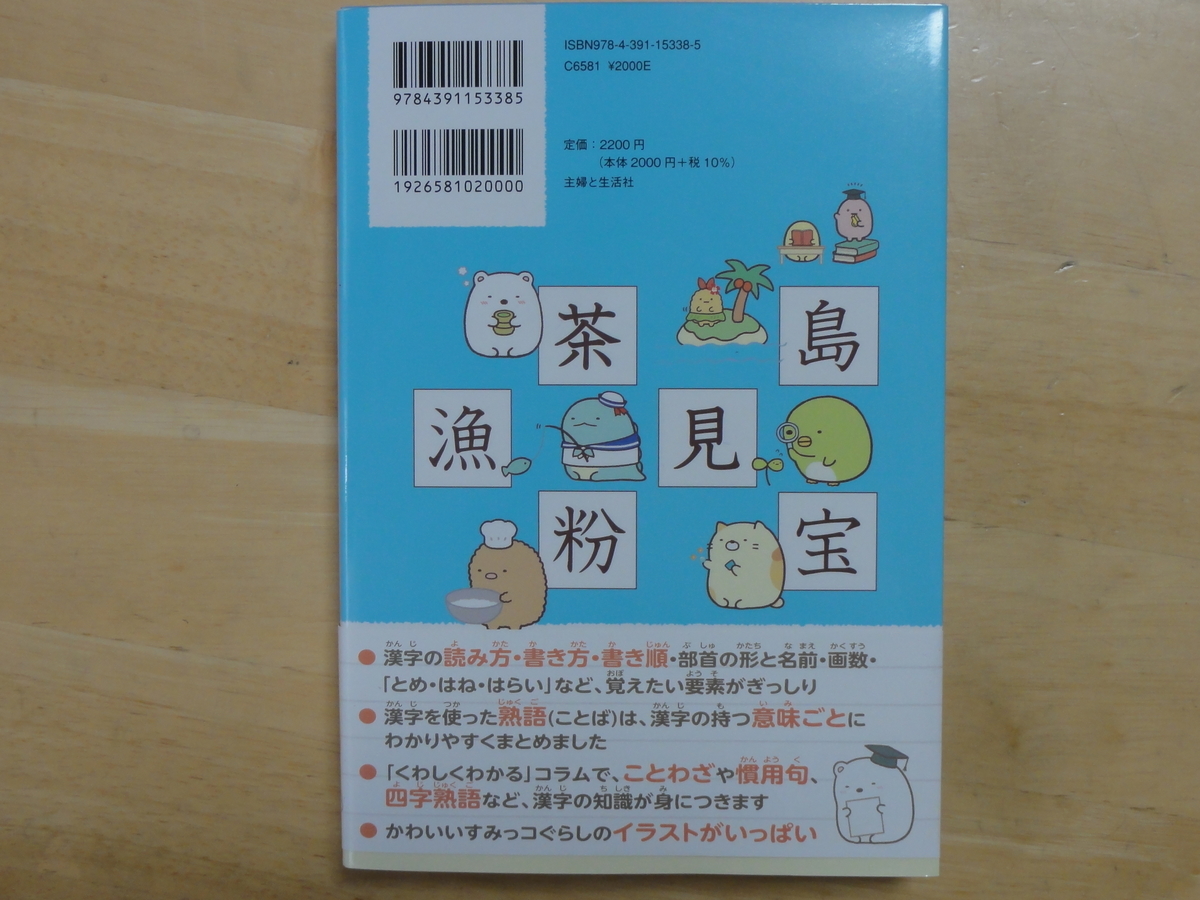 ISBN978-4-391-15338-5
C6581 ¥2000E
9784391153385
1926581020000
定価：2200円
（本体2000円＋税10%）
主婦と生活社
茶
島
漁
見
粉
宝
●漢字の読み方・書き方・書き順・部首の形と名前・画数・
「とめ・はね・はらい」など、覚えたい要素がぎっしり
●漢字を使った熟語(ことば)は、漢字の持つ意味ごとに
わかりやすくまとめました
●「くわしくわかる」コラムで、ことわざや慣用句、
四字熟語など、漢字の知識が身につきます
●かわいいすみっコぐらしのイラストがいっぱい